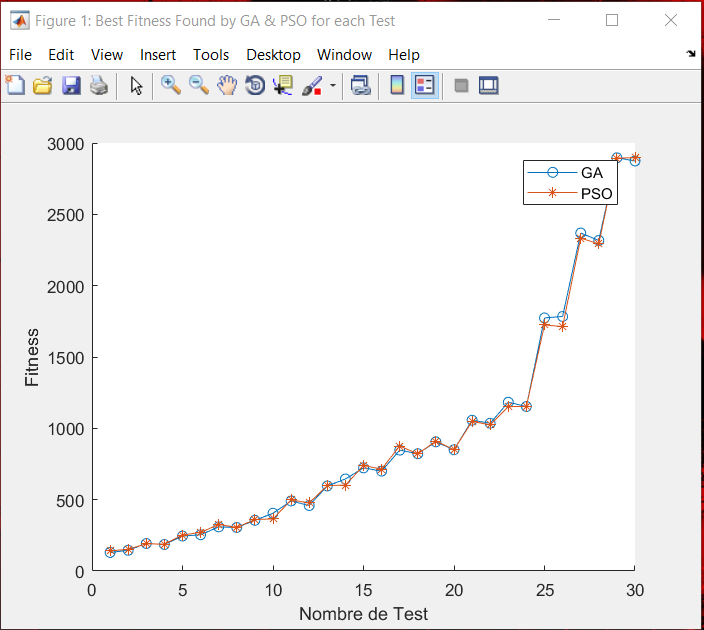 Figure 1: Best Fitness Found by GA & PSO for each Test
File Edit View Insert Tools Desktop Window Help
3000
2500
2000
1500
1000
500
0
Fitness
GA
PSO
0 5 10 15 20 25 30
Nombre de Test